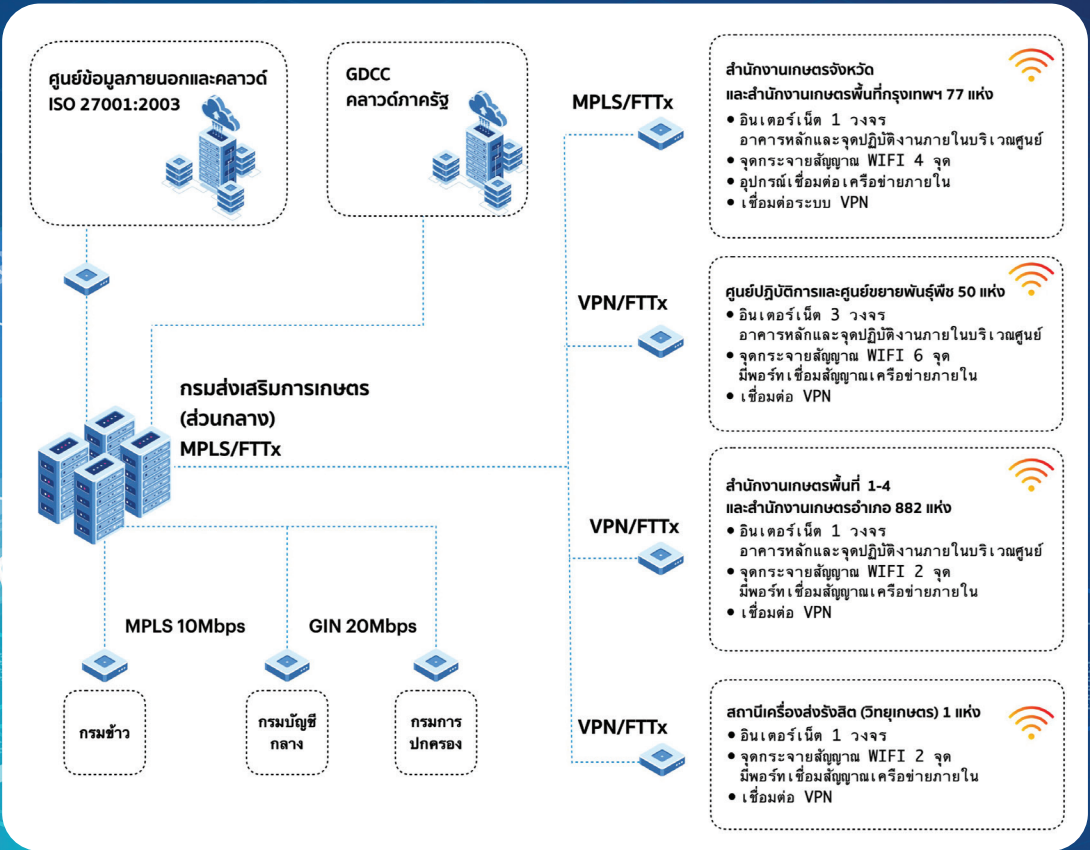 ศูนย์ข้อมูลภายนอกและคลาวด์
ISO 27001:2003
GDCC
คลาวด์ภาครัฐ
MPLS/FTTx
สำนักงานเกษตรจังหวัด
และสำนักงานเกษตรพื้นที่กรุงเทพฯ 77 แห่ง
• อินเตอร์เน็ต 1 วงจร
อาคารหลักและจุดปฏิบัติงานภายในบริเวณศูนย์
• จุดกระจายสัญญาณ WIFI 4 จุด
• อุปกรณ์เชื่อมต่อเครือข่ายภายใน
• เชื่อมต่อระบบ VPN
VPN/FTTx
ศูนย์ปฏิบัติการและศูนย์ขยายพันธุ์พืช 50 แห่ง
• อินเตอร์เน็ต 3 วงจร
อาคารหลักและจุดปฏิบัติงานภายในบริเวณศูนย์
• จุดกระจายสัญญาณ WIFI 6 จุด
มีพอร์ทเชื่อมสัญญาณเครือข่ายภายใน
• เชื่อมต่อ VPN
กรมส่งเสริมการเกษตร
(ส่วนกลาง)
MPLS/FTTx
VPN/FTTx
สำนักงานเกษตรพื้นที่ 1-4
และสำนักงานเกษตรอำเภอ 882 แห่ง
• อินเตอร์เน็ต 1 วงจร
อาคารหลักและจุดปฏิบัติงานภายในบริเวณศูนย์
• จุดกระจายสัญญาณ WIFI 2 จุด
มีพอร์ทเชื่อมสัญญาณเครือข่ายภายใน
• เชื่อมต่อ VPN
MPLS 10Mbps
GIN 20Mbps
กรมข้าว
กรมบัญชี
กลาง
กรมการ
ปกครอง
VPN/FTTx
สถานีเครื่องส่งรังสิต (วิทยุเกษตร) 1 แห่ง
• อินเตอร์เน็ต 1 วงจร
• จุดกระจายสัญญาณ WIFI 2 จุด
มีพอร์ทเชื่อมสัญญาณเครือข่ายภายใน
• เชื่อมต่อ VPN